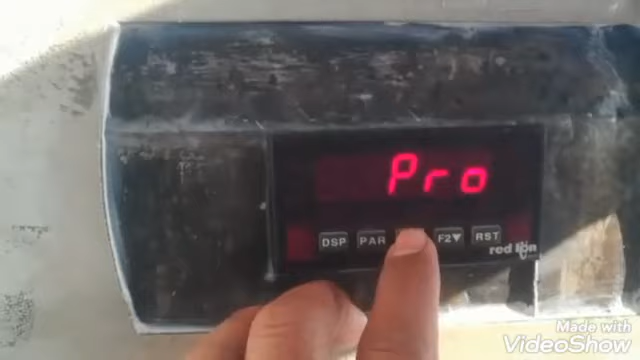 Pro
DSP PAR F2▼ RST
red lion
Made with
VideoShow